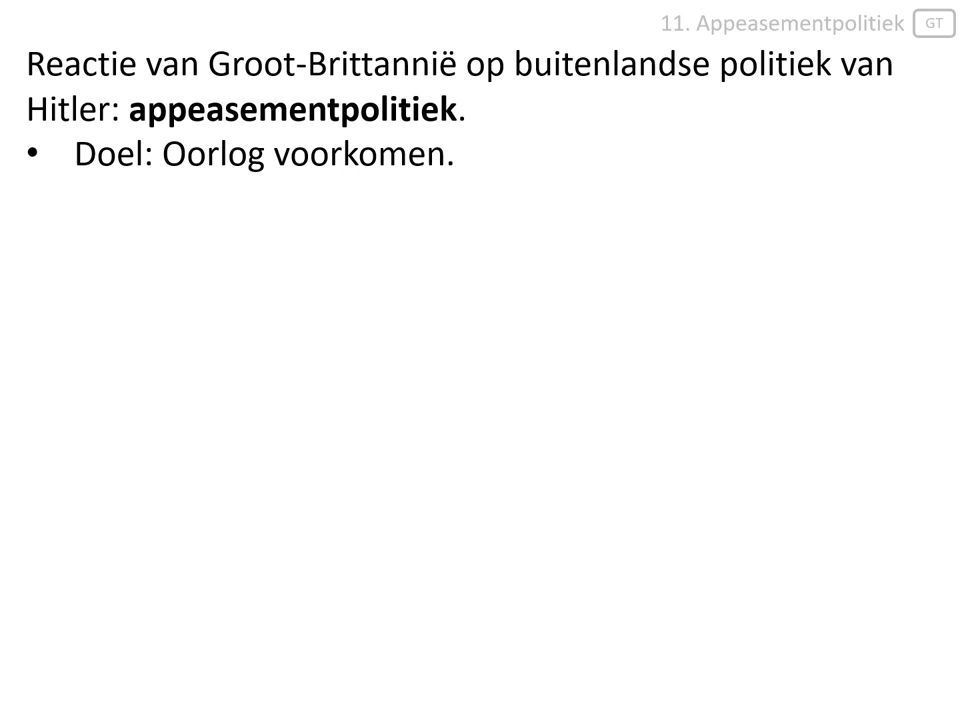 11. Appeasementpolitiek GT
Reactie van Groot-Brittannië op buitenlandse politiek van
Hitler: appeasementpolitiek.
• Doel: Oorlog voorkomen.